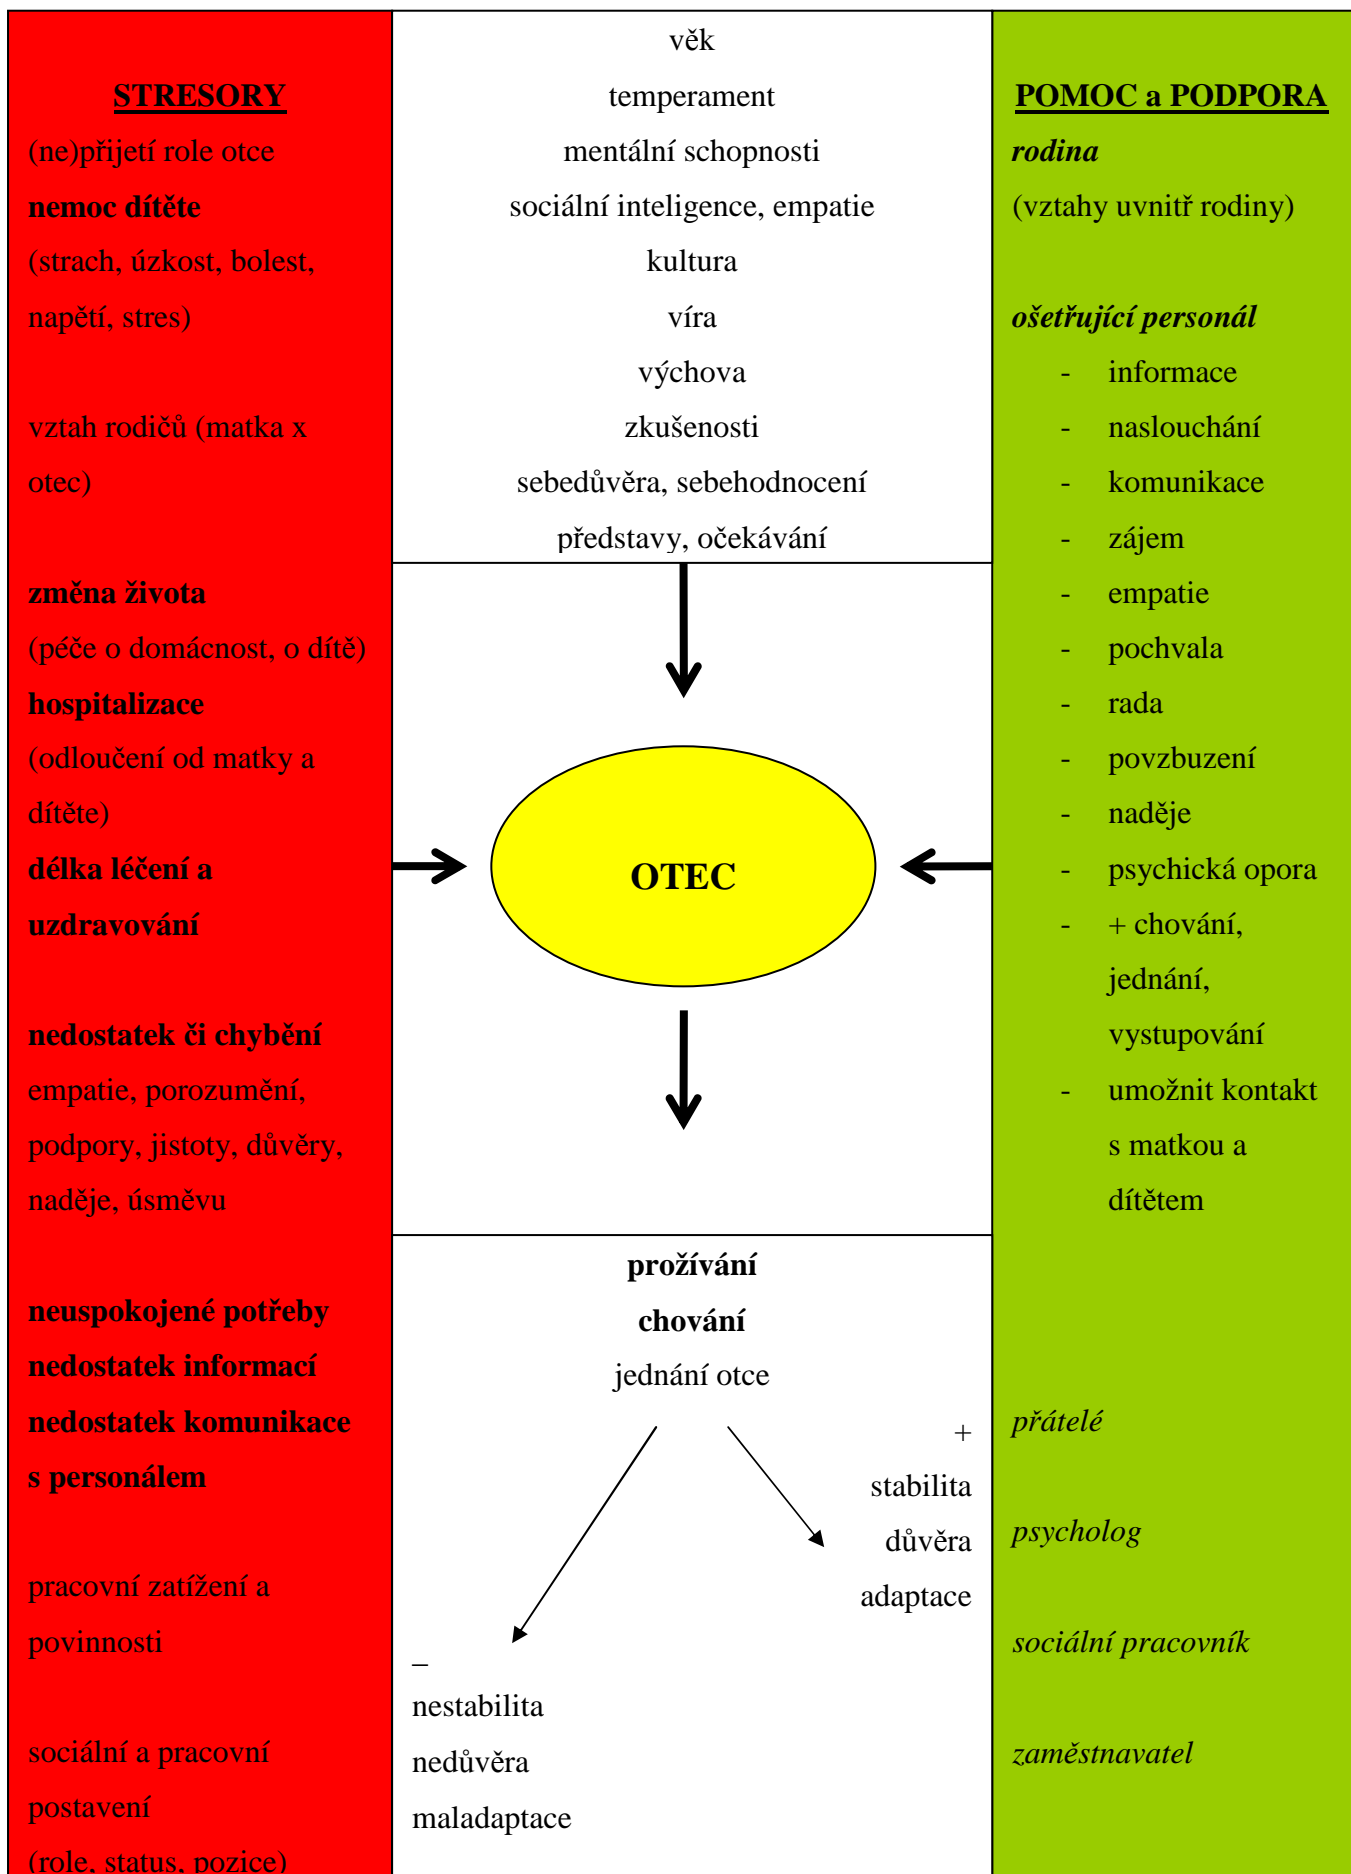 STRESORY
(ne)přijetí role otce
nemoc dítěte
(strach, úzkost, bolest,
napětí, stres)
vztah rodičů (matka x
otec)
změna života
(péče o domácnost, o dítě)
hospitalizace
(odloučení od matky a
dítěte)
délka léčení a
uzdravování
nedostatek či chybění
empatie, porozumění,
podpory, jistoty, důvěry,
naděje, úsměvu
neuspokojené potřeby
nedostatek informací
nedostatek komunikace
s personálem
pracovní zatížení a
povinnosti
sociální a pracovní
postavení
(role, status, pozice)
věk
temperament
mentální schopnosti
sociální inteligence, empatie
kultura
víra
výchova
zkušenosti
sebedůvěra, sebehodnocení
představy, očekávání
OTEC
prožívání
chování
jednání otce
+
stabilita
důvěra
adaptace
–
nestabilita
nedůvěra
maladaptace
POMOC a PODPORA
rodina
(vztahy uvnitř rodiny)
ošetřující personál
- informace
- naslouchání
- komunikace
- zájem
- empatie
- pochvala
- rada
- povzbuzení
- naděje
- psychická opora
- + chování,
jednání,
vystupování
- umožnit kontakt
s matkou a
dítětem
přátelé
psycholog
sociální pracovník
zaměstnavatel